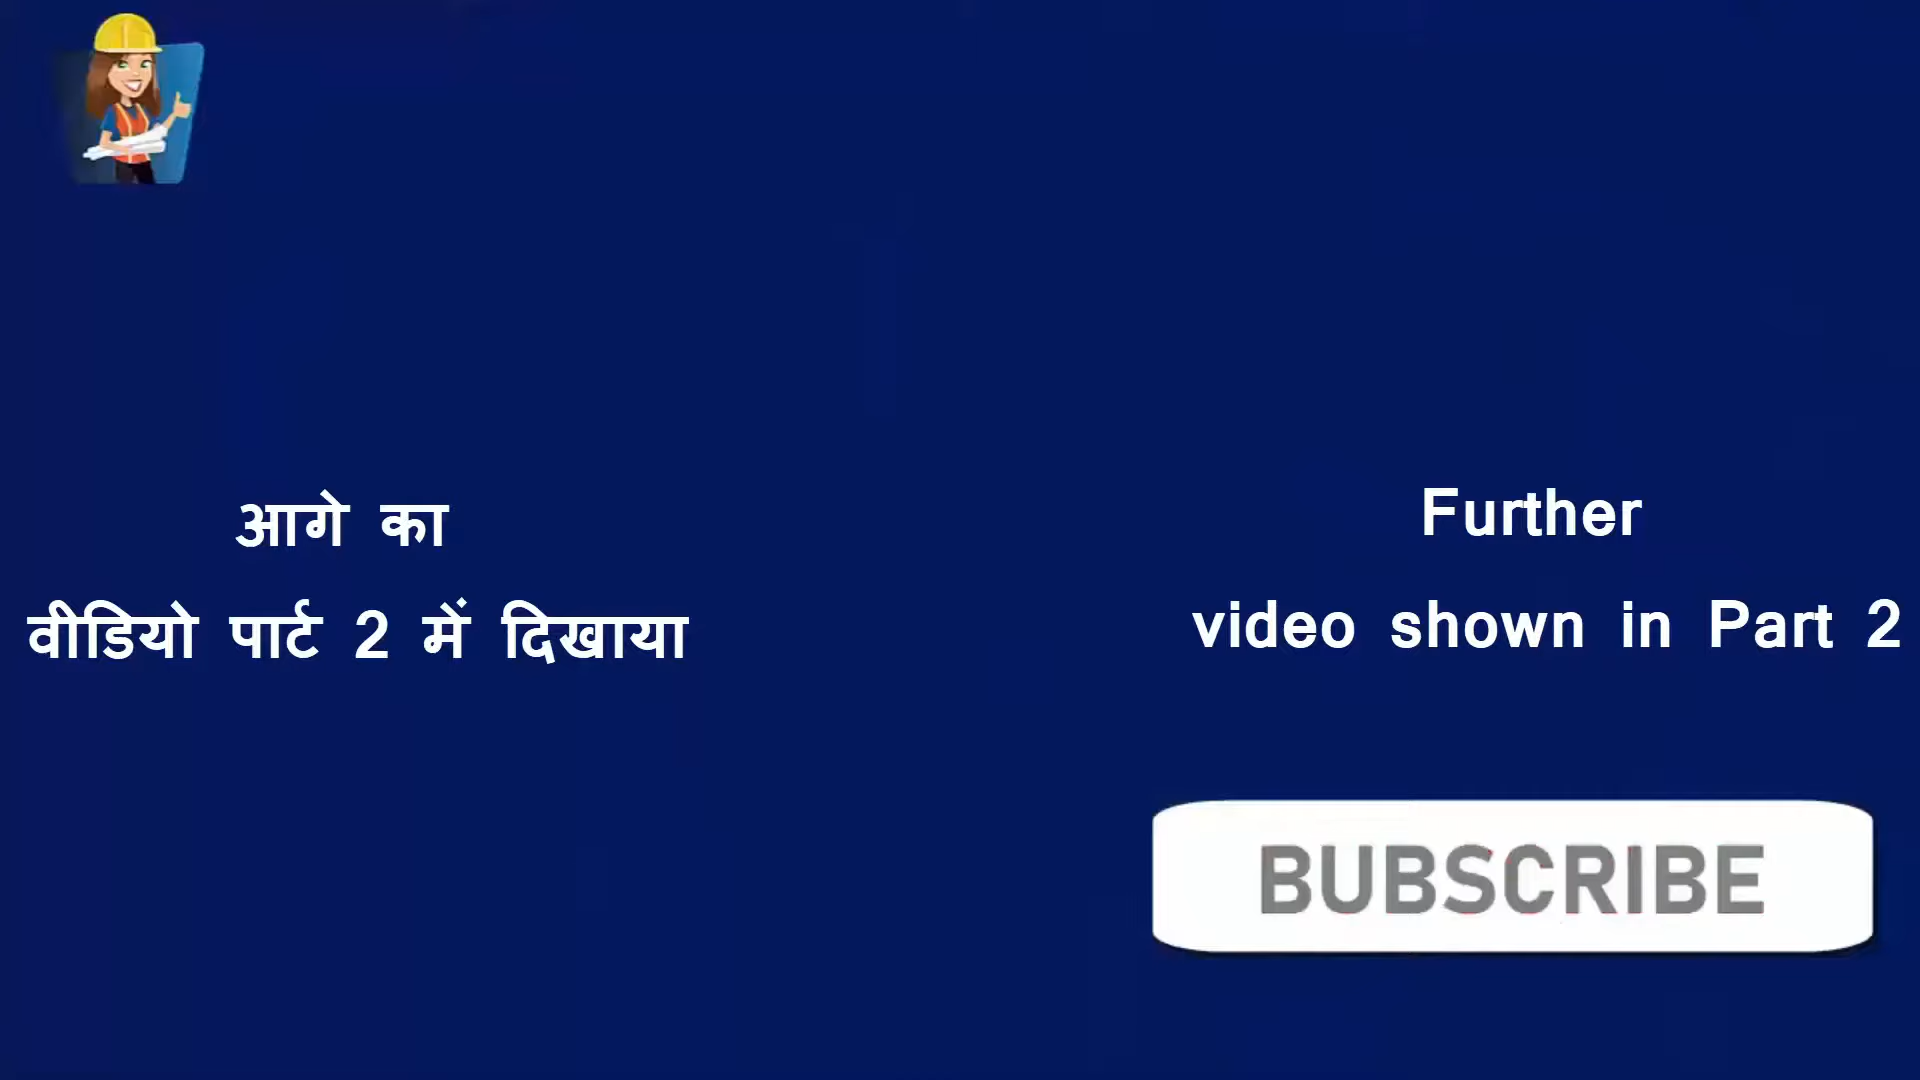 आगे का
वीडियो पार्ट 2 में दिखाया
Further
video shown in Part 2
BUBSCRIBE